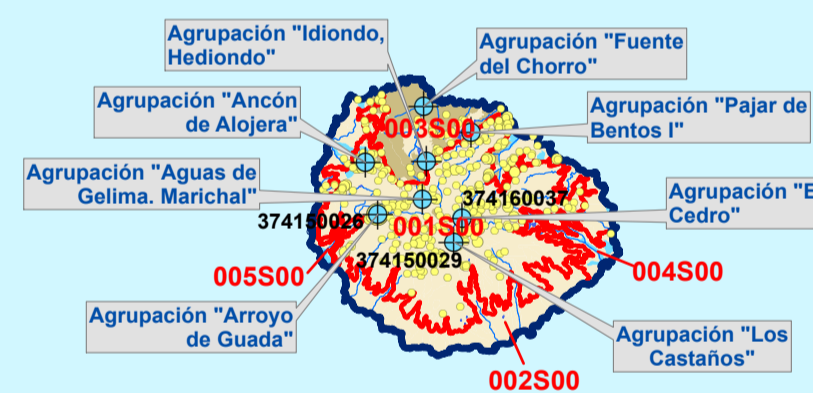 Agrupación "Idiondo,
Hediondo"
Agrupación "Fuente
del Chorro"
Agrupación "Ancón
de Alojera"
Agrupación "Pajar de
Bentos I"
003S00
Agrupación "Aguas de
Gelima. Marichal"
374160037
Agrupación "E
Cedro"
374150026
001S00
374150029
005S00
004S00
Agrupación "Arroyo
de Guada"
Agrupación "Los
Castaños"
002S00